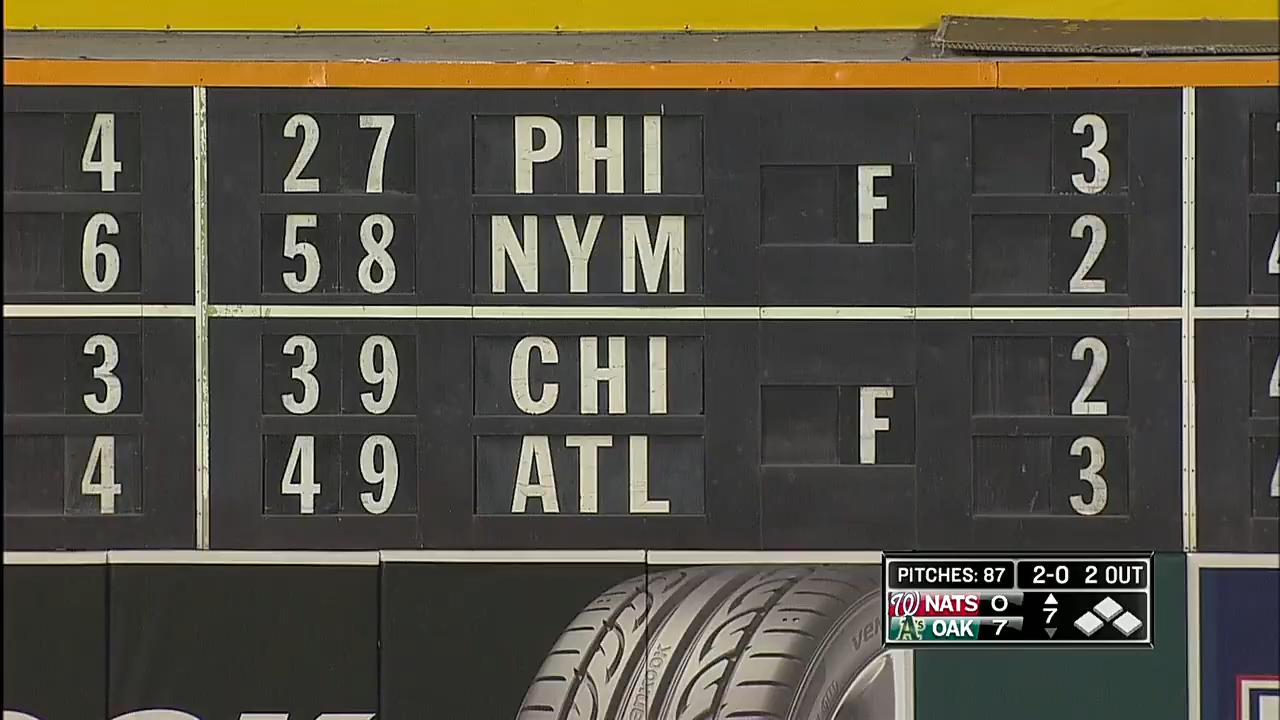 4 27 PHI 3
F
6 58 NYM 2
3 39 CHI 2
F
4 49 ATL 3
PITCHES: 87 2-0 2 OUT
W NATS 0
7
A's OAK 7